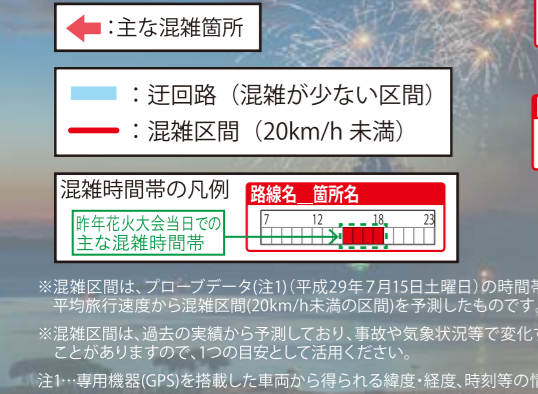 ：主な混雑箇所
：迂回路（混雑が少ない区間）
：混雑区間（20km/h 未満）
混雑時間帯の凡例
路線名＿箇所名
7 12 18 23
昨年花火大会当日での
主な混雑時間帯
※混雑区間は、プローブデータ(注1)（平成29年7月15日土曜日）の時間帯
平均旅行速度から混雑区間(20km/h未満の区間)を予測したものです。
※混雑区間は、過去の実績から予測しており、事故や気象状況等で変化す
ことがありますので、1つの目安として活用ください。
注1…専用機器(GPS)を搭載した車両から得られる緯度・経度、時刻等の情